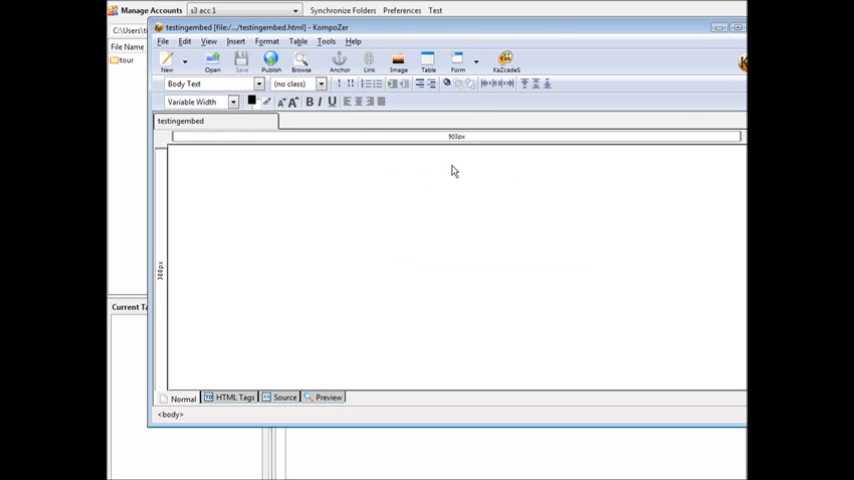 Manage Accounts s3 acc 1 Synchronize Folders Preferences Test
testingembed [file:/.../testingembed.html] - KompoZer
C:\Users\t
File Edit View Insert Format Table Tools Help
File Name
tour
New Open Save Publish Browse Anchor Link Image Table Form KaZcadeS
Body Text (no class)
Variable Width B I U
testingembed
903px
388px
Current Ta
Normal HTML Tags Source Preview
<body>